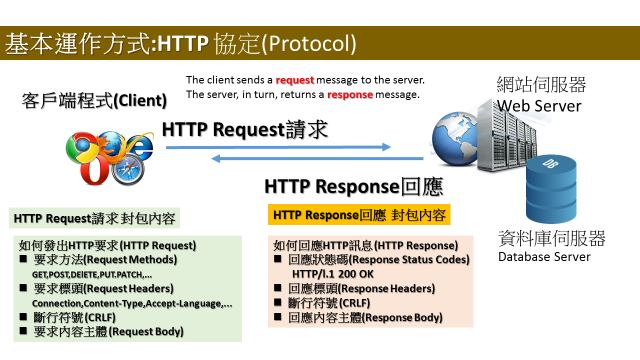 基本運作方式:HTTP 協定(Protocol)
The client sends a request message to the server.
The server, in turn, returns a response message.
客戶端程式(Client)
網站伺服器
Web Server
HTTP Request請求
HTTP Response回應
DB
資料庫伺服器
Database Server
HTTP Request請求 封包內容
如何發出HTTP要求 (HTTP Request)
■ 要求方法(Request Methods)
GET,POST,DEIETE,PUT.PATCH,...
■ 要求標頭(Request Headers)
Connection,Content-Type,Accept-Language,...
■ 斷行符號 (CRLF)
■ 要求內容主體 (Request Body)
HTTP Response回應 封包內容
如何回應HTTP訊息 (HTTP Response)
■ 回應狀態碼(Response Status Codes)
HTTP/l.1 200 OK
■ 回應標頭(Response Headers)
■ 斷行符號(CRLF)
■ 回應內容主體(Response Body)